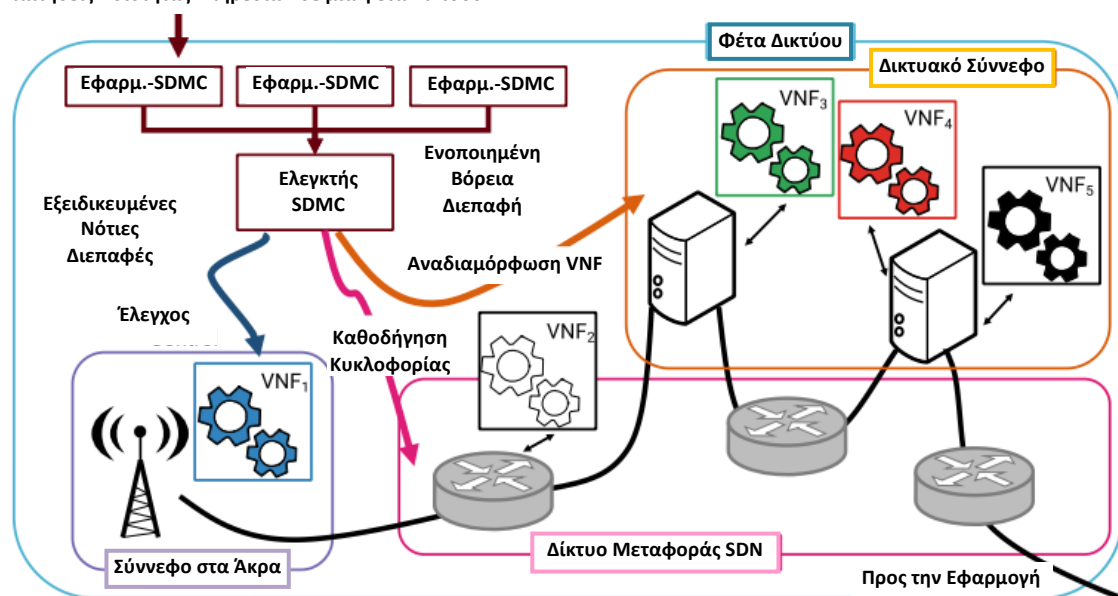 Φέτα Δικτύου
Δικτυακό Σύννεφο
Εφαρμ.-SDMC
Εφαρμ.-SDMC
Εφαρμ.-SDMC
VNF3
VNF4
VNF5
Ελεγκτής
SDMC
Ενοποιημένη
Βόρεια
Διεπαφή
Εξειδικευμένες
Νότιες
Διεπαφές
Αναδιαμόρφωση VNF
Έλεγχος
Καθοδήγηση
Κυκλοφορίας
VNF2
VNF1
Σύννεφο στα Άκρα
Δίκτυο Μεταφοράς SDN
Προς την Εφαρμογή